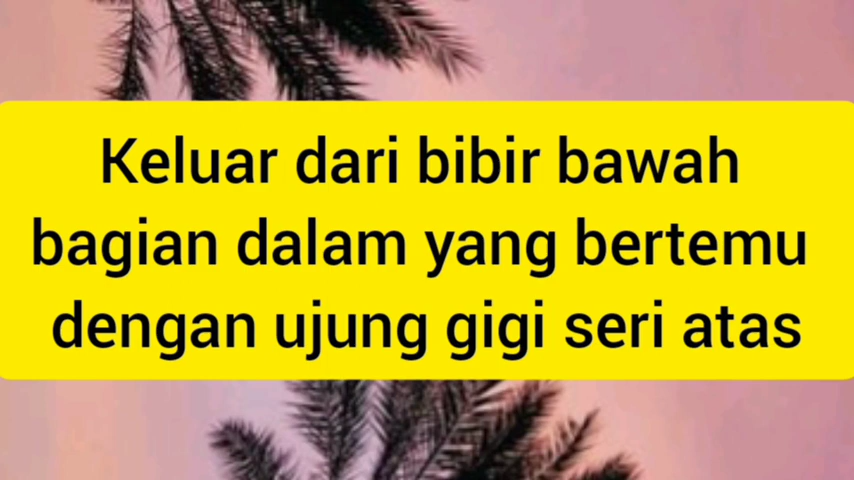 Keluar dari bibir bawah
bagian dalam yang bertemu
dengan ujung gigi seri atas